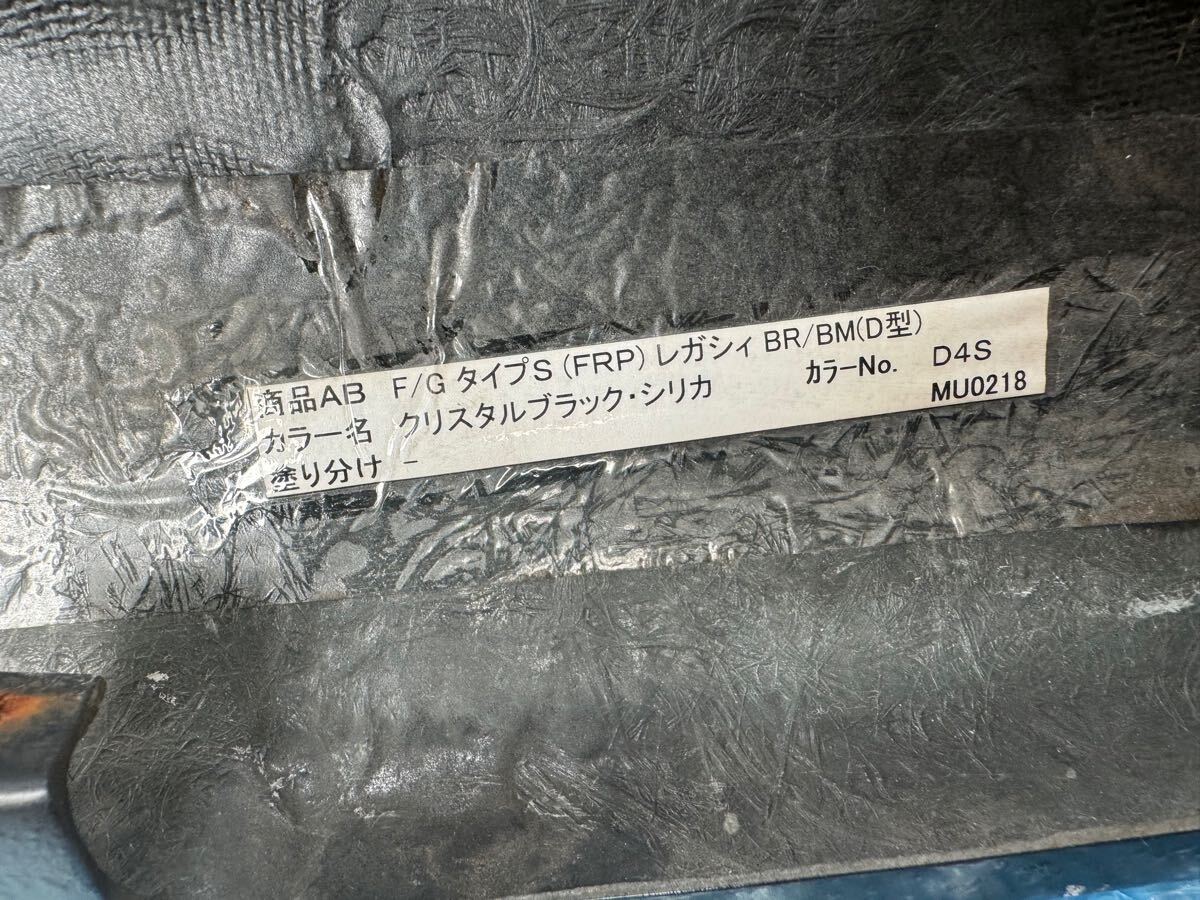 商品AB F/G タイプS (FRP) レガシィ BR/BM(D型)
カラー名 クリスタルブラック・シリカ カラーNo. D4S
塗り分け - MU0218